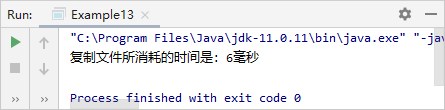 Run: Example13
"C:\Program Files\Java\jdk-11.0.11\bin\java.exe" "-ja
复制文件所消耗的时间是: 6毫秒
Process finished with exit code 0